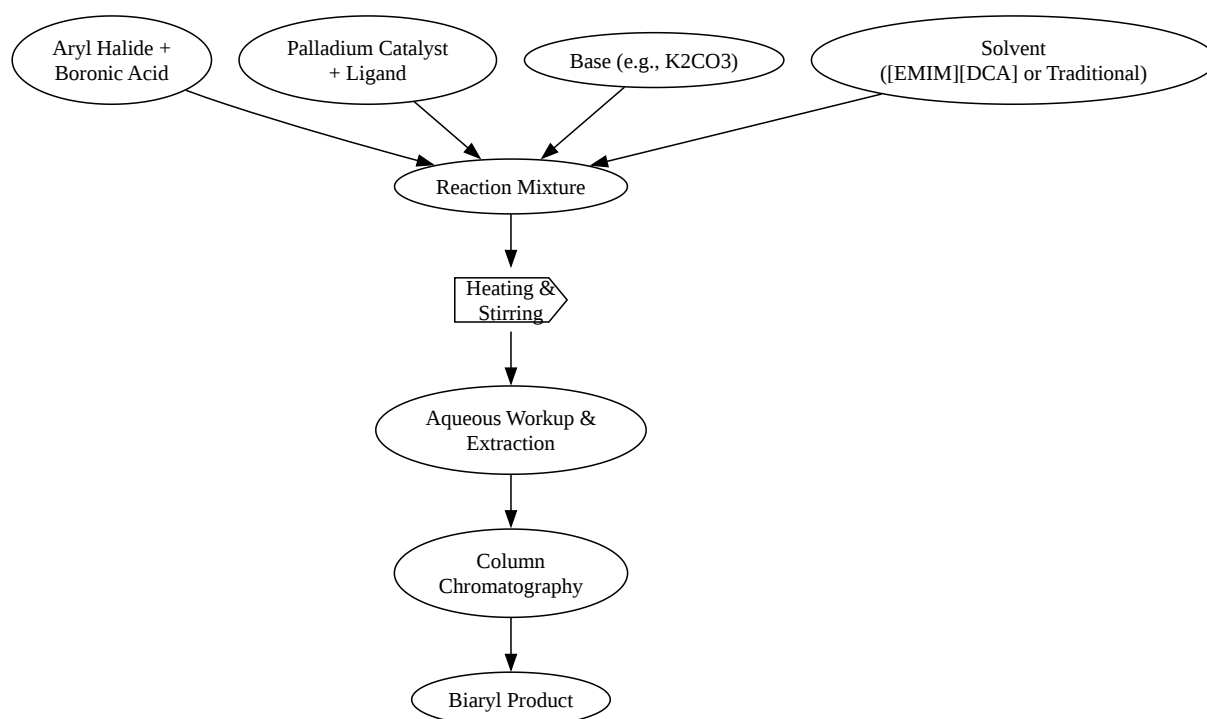 Aryl Halide +
Boronic Acid
Palladium Catalyst
+ Ligand
Base (e.g., K2CO3)
Solvent
([EMIM][DCA] or Traditional)
Reaction Mixture
Heating &
Stirring
Aqueous Workup &
Extraction
Column
Chromatography
Biaryl Product